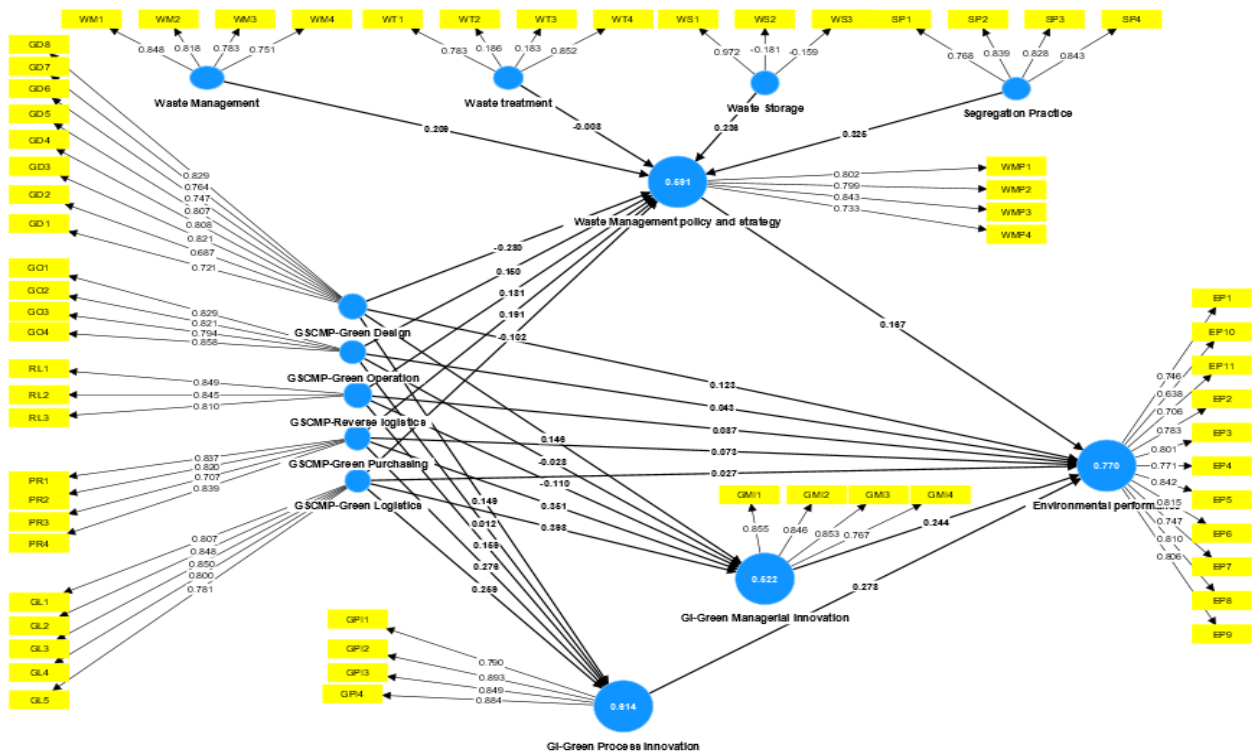 WM1 WM2 WM3 WM4 WT1 WT2 WT3 WT4 WS1 WS2 WS3 SP1 SP2 SP3 SP4
0.848 0.818 0.783 0.751 0.783 0.186 0.183 0.852 0.972 -0.181 -0.159 0.768 0.839 0.828 0.843
Waste Management
Waste treatment
Waste Storage
Segregation Practice
0.206
-0.008
0.236
0.325
GD8
GD7
GD6
GD5
GD4
GD3
GD2
GD1
0.829
0.764
0.747
0.807
0.808
0.821
0.687
0.721
0.591
Waste Management policy and strategy
0.802
0.799
0.843
0.733
WMP1
WMP2
WMP3
WMP4
GO1
GO2
GO3
GO4
0.829
0.821
0.794
0.858
RL1
RL2
RL3
0.849
0.845
0.810
PR1
PR2
PR3
PR4
0.837
0.820
0.707
0.839
GL1
GL2
GL3
GL4
GL5
0.807
0.848
0.850
0.800
0.781
GSCMP-Green Design
GSCMP-Green Operation
GSCMP-Reverse logistics
GSCMP-Green Purchasing
GSCMP-Green Logistics
-0.280
0.150
0.181
0.191
-0.102
0.167
0.123
0.043
0.087
0.073
0.027
0.146
-0.028
-0.110
0.351
0.398
0.149
0.012
0.159
0.276
0.259
GMI1 GMI2 GMI3 GMI4
0.855 0.846 0.853 0.767
0.522
GI-Green Managerial Innovation
0.244
0.278
GPI1
GPI2
GPI3
GPI4
0.790
0.893
0.849
0.884
0.614
GI-Green Process Innovation
0.770
Environmental performa
0.746
0.638
0.706
0.783
0.801
0.771
0.842
0.815
0.747
0.810
0.806
EP1
EP10
EP11
EP2
EP3
EP4
EP5
EP6
EP7
EP8
EP9